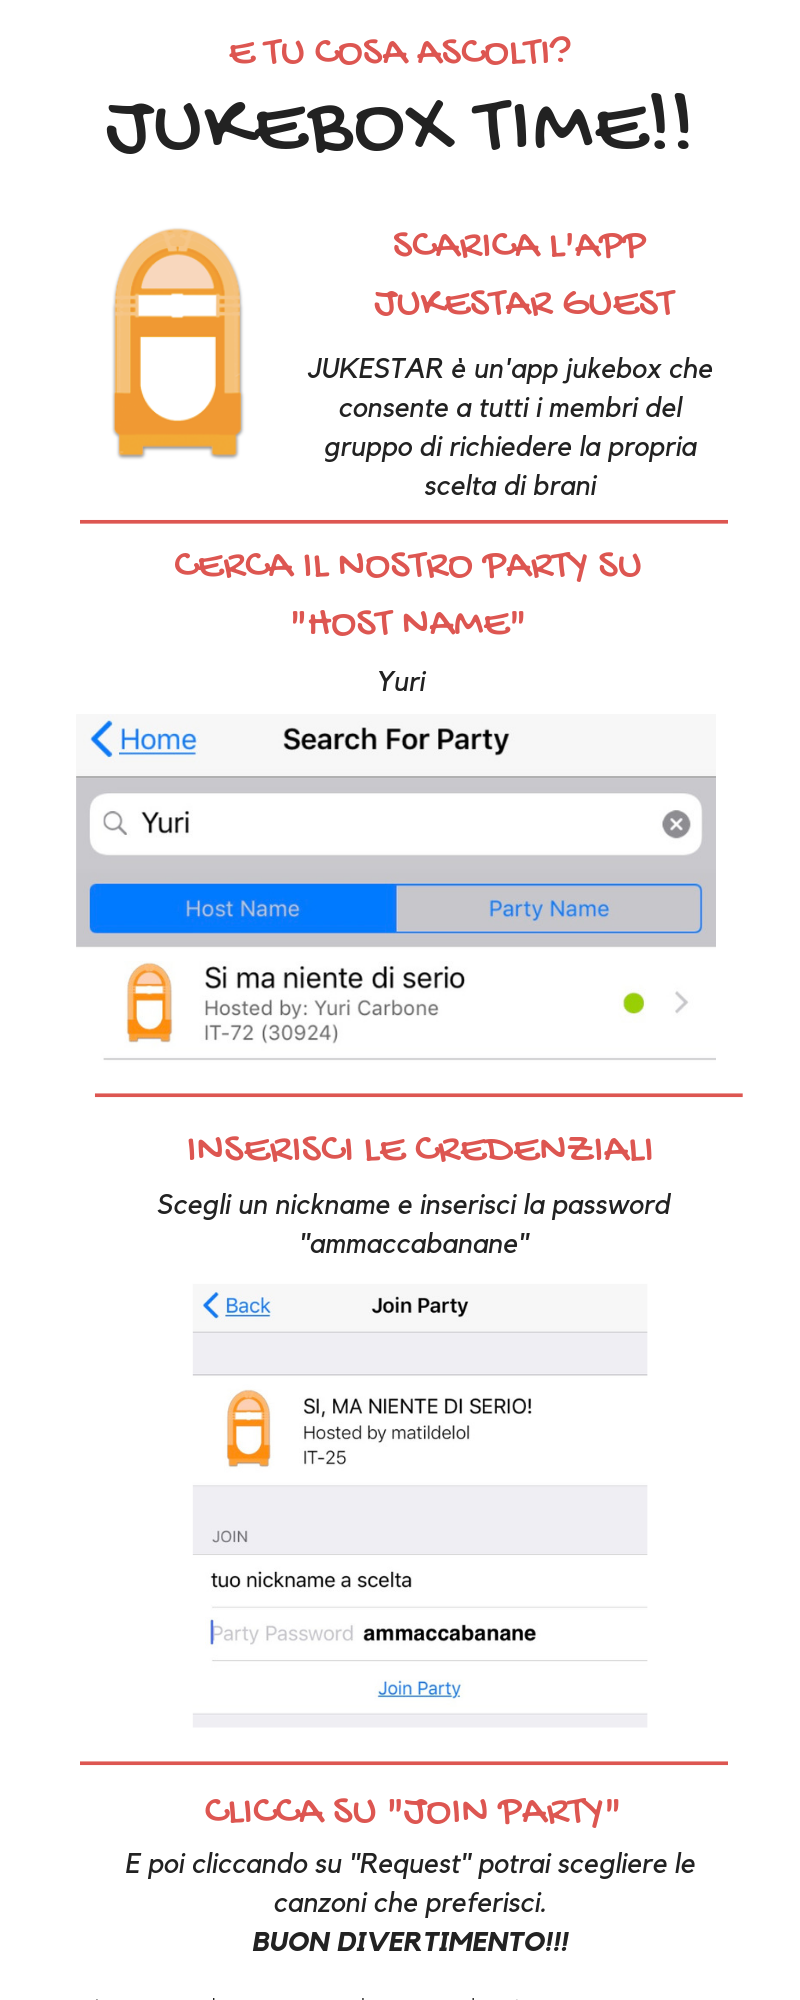 E TU COSA ASCOLTI?
JUKEBOX TIME!!
SCARICA L'APP
JUKESTAR GUEST
JUKESTAR è un'app jukebox che
consente a tutti i membri del
gruppo di richiedere la propria
scelta di brani
CERCA IL NOSTRO PARTY SU
"HOST NAME"
Yuri
Home Search For Party
Yuri
Host Name Party Name
Si ma niente di serio
Hosted by: Yuri Carbone
IT-72 (30924)
INSERISCI LE CREDENZIALI
Scegli un nickname e inserisci la password
"ammaccabanane"
Back Join Party
SI, MA NIENTE DI SERIO!
Hosted by matildelol
IT-25
JOIN
tuo nickname a scelta
Party Password ammaccabanane
Join Party
CLICCA SU "JOIN PARTY"
E poi cliccando su "Request" potrai scegliere le
canzoni che preferisci.
BUON DIVERTIMENTO!!!